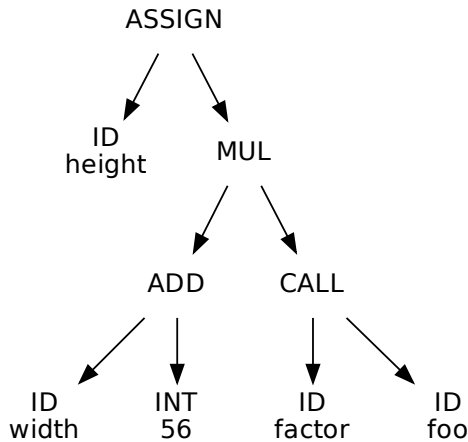 ASSIGN
ID
height
MUL
ADD
CALL
ID
width
INT
56
ID
factor
ID
foo